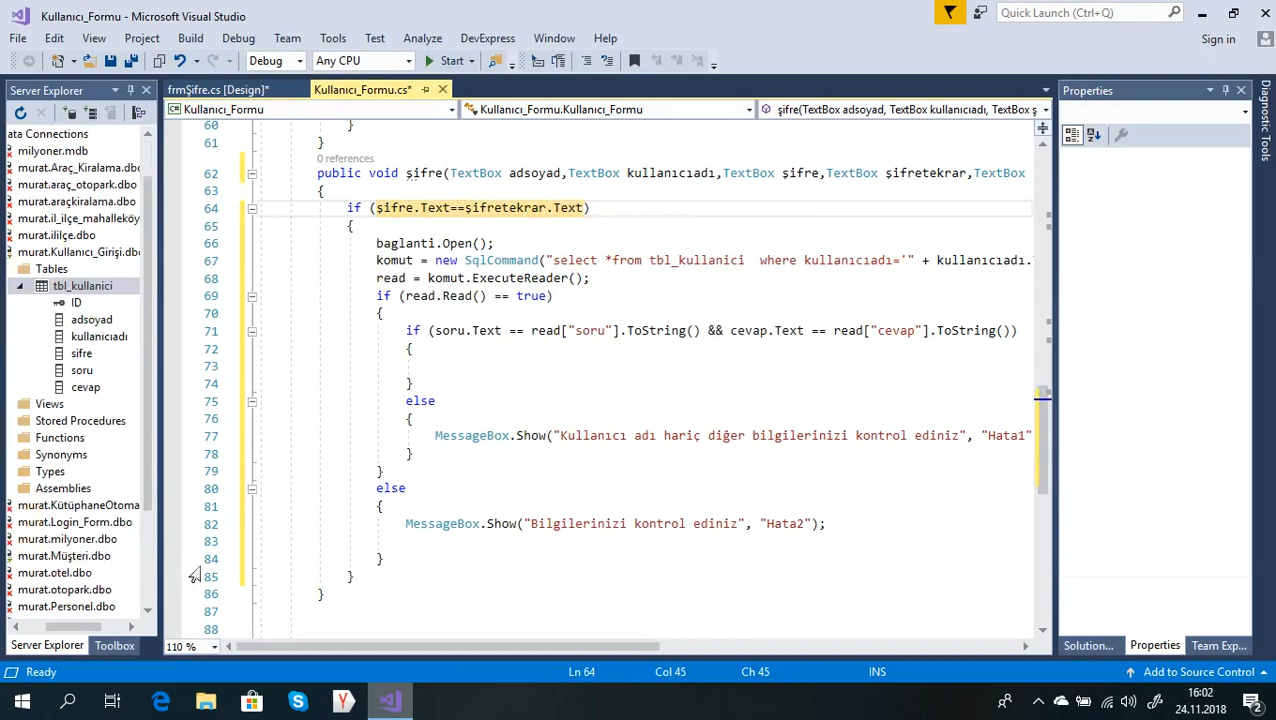 Kullanıcı_Formu - Microsoft Visual Studio
Quick Launch (Ctrl+Q)
File Edit View Project Build Debug Team Tools Test Analyze DevExpress Window Help
Sign in
Debug Any CPU Start
Server Explorer
frmŞifre.cs [Design]* Kullanıcı_Formu.cs*
Properties
Diagnostic Tools
Kullanıcı_Formu Kullanıcı_Formu.Kullanıcı_Formu şifre(TextBox adsoyad, TextBox kullanıcıadı, TextBox ş
ata Connections
milyoner.mdb
murat.Araç_Kiralama.dbo
murat.araç_otopark.dbo
murat.araçkiralama.dbo
murat.il_ilçe_mahalleköy
murat.ililçe.dbo
murat.Kullanıcı_Girişi.dbo
Tables
tbl_kullanici
ID
adsoyad
kullanıcıadı
sifre
soru
cevap
Views
Stored Procedures
Functions
Synonyms
Types
Assemblies
murat.KütüphaneOtoma
murat.Login_Form.dbo
murat.milyoner.dbo
murat.Müşteri.dbo
murat.otel.dbo
murat.otopark.dbo
murat.Personel.dbo
60 }
61 }
0 references
62 public void şifre(TextBox adsoyad,TextBox kullanıcıadı,TextBox şifre,TextBox şifretekrar,TextBox
63 {
64 if (şifre.Text==şifretekrar.Text)
65 {
66 baglanti.Open();
67 komut = new SqlCommand("select *from tbl_kullanici  where kullanıcıadı='" + kullanıcıadı.
68 read = komut.ExecuteReader();
69 if (read.Read() == true)
70 {
71 if (soru.Text == read["soru"].ToString() && cevap.Text == read["cevap"].ToString())
72 {
73
74 }
75 else
76 {
77 MessageBox.Show("Kullanıcı adı hariç diğer bilgilerinizi kontrol ediniz", "Hata1"
78 }
79 }
80 else
81 {
82 MessageBox.Show("Bilgilerinizi kontrol ediniz", "Hata2");
83
84 }
85 }
86 }
87
88
Server Explorer Toolbox
110 %
Solution... Properties Team Exp...
Ready Ln 64 Col 45 Ch 45 INS Add to Source Control
16:02
24.11.2018
2